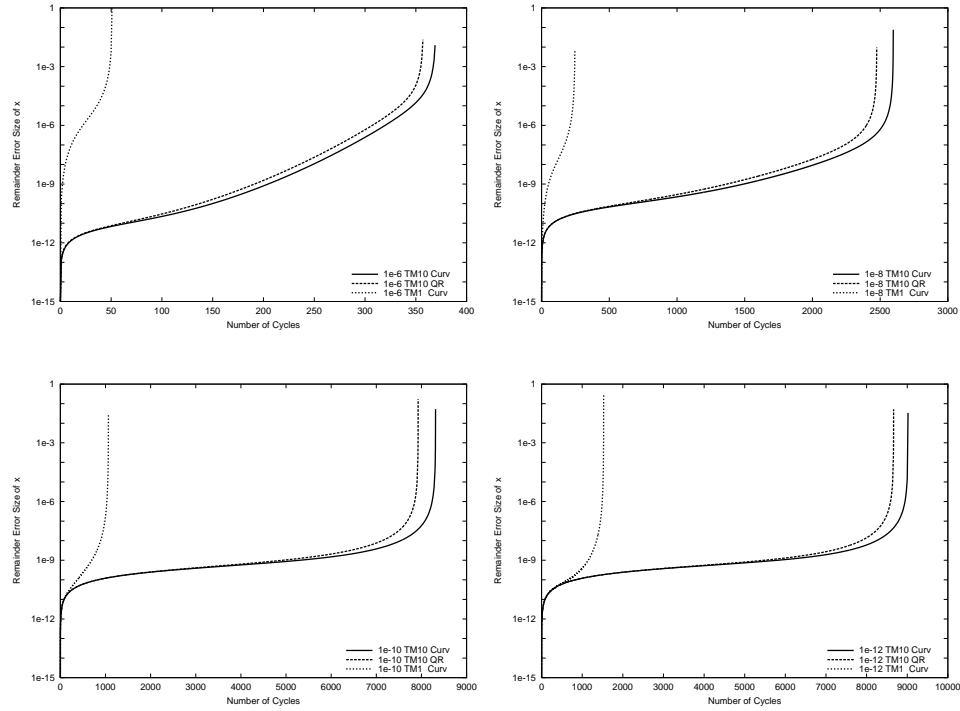 1
1e-3
1e-6
1e-9
1e-12
1e-15
Remainder Error Size of x
0 50 100 150 200 250 300 350 400
Number of Cycles
1e-6 TM10 Curv
1e-6 TM10 QR
1e-6 TM1 Curv
1
1e-3
1e-6
1e-9
1e-12
1e-15
Remainder Error Size of x
0 500 1000 1500 2000 2500 3000
Number of Cycles
1e-8 TM10 Curv
1e-8 TM10 QR
1e-8 TM1 Curv
1
1e-3
1e-6
1e-9
1e-12
1e-15
Remainder Error Size of x
0 1000 2000 3000 4000 5000 6000 7000 8000 9000
Number of Cycles
1e-10 TM10 Curv
1e-10 TM10 QR
1e-10 TM1 Curv
1
1e-3
1e-6
1e-9
1e-12
1e-15
Remainder Error Size of x
0 1000 2000 3000 4000 5000 6000 7000 8000 9000 10000
Number of Cycles
1e-12 TM10 Curv
1e-12 TM10 QR
1e-12 TM1 Curv